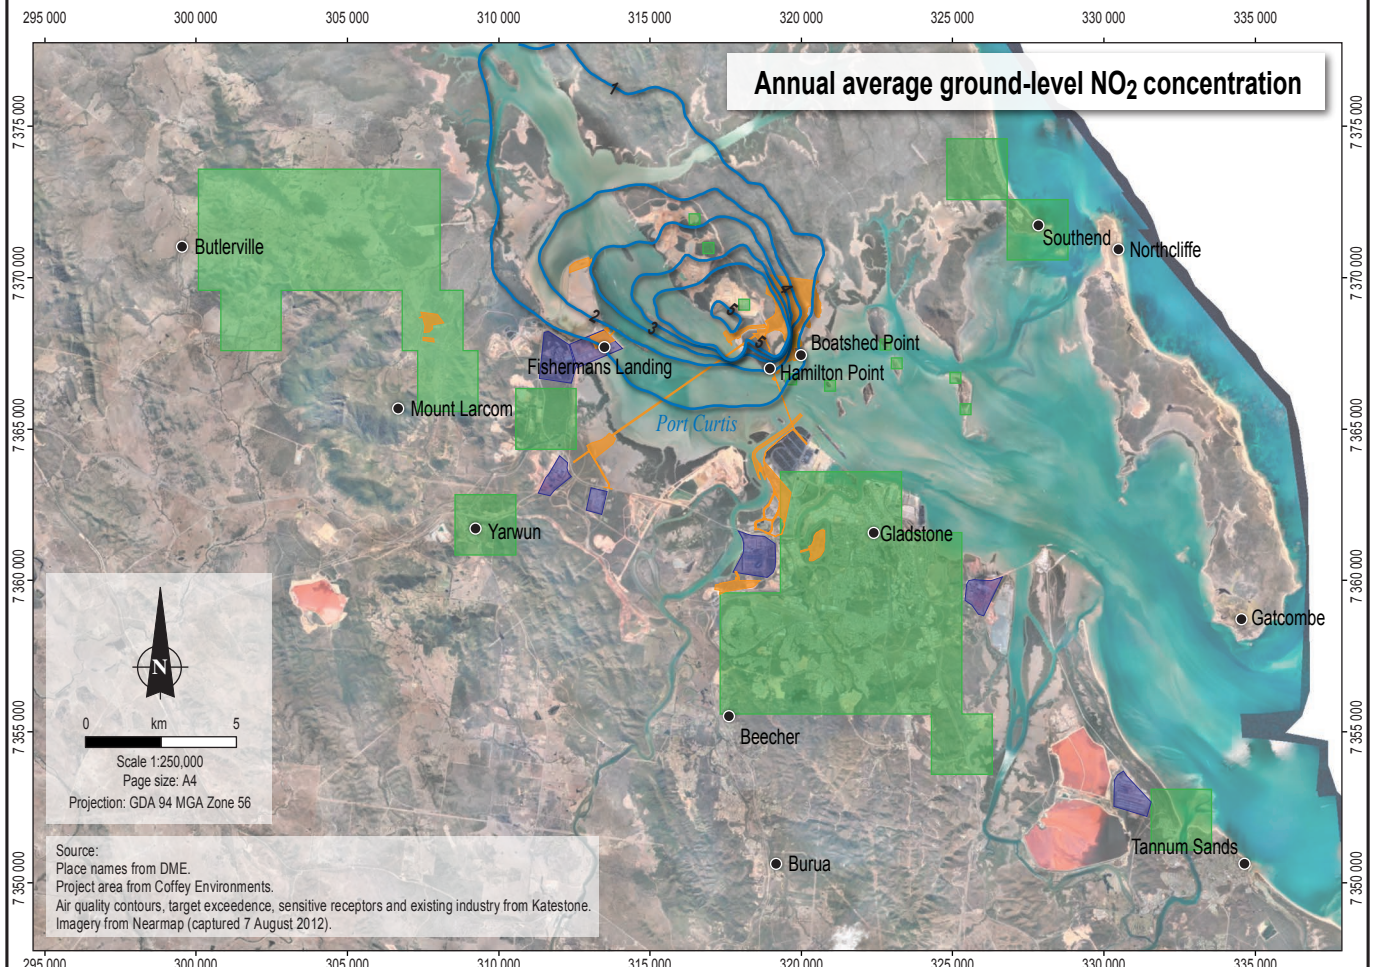 295 000 300 000 305 000 310 000 315 000 320 000 325 000 330 000 335 000
Annual average ground-level NO2 concentration
7 375 000
7 375 000
1
Butlerville
Southend
Northcliffe
7 370 000
7 370 000
4
5
2
3
5
Boatshed Point
Fishermans Landing
Hamilton Point
Mount Larcom
Port Curtis
7 365 000
7 365 000
Yarwun
Gladstone
7 360 000
7 360 000
N
Gatcombe
0 km 5
Scale 1:250,000
Page size: A4
Projection: GDA 94 MGA Zone 56
Beecher
7 355 000
7 355 000
Source:
Place names from DME.
Project area from Coffey Environments.
Air quality contours, target exceedence, sensitive receptors and existing industry from Katestone.
Imagery from Nearmap (captured 7 August 2012).
Burua
Tannum Sands
7 350 000
7 350 000
295 000 300 000 305 000 310 000 315 000 320 000 325 000 330 000 335 000